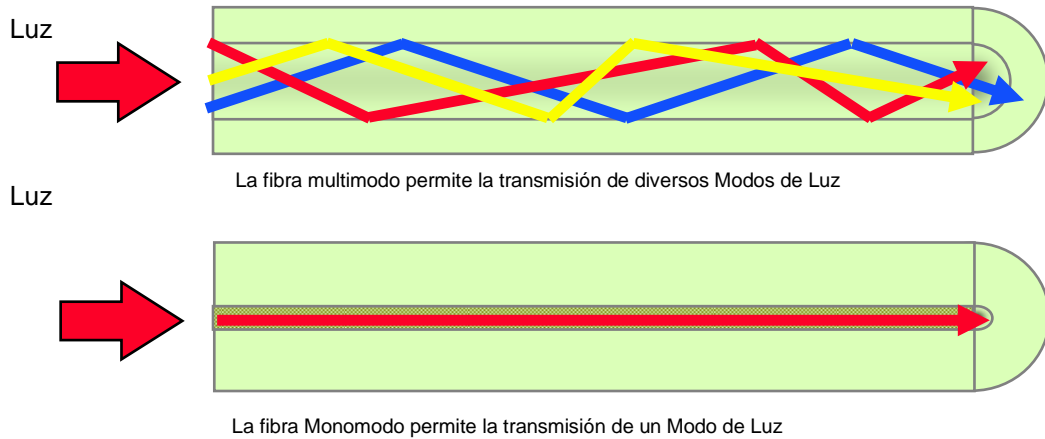 Luz
La fibra multimodo permite la transmisión de diversos Modos de Luz
Luz
La fibra Monomodo permite la transmisión de un Modo de Luz